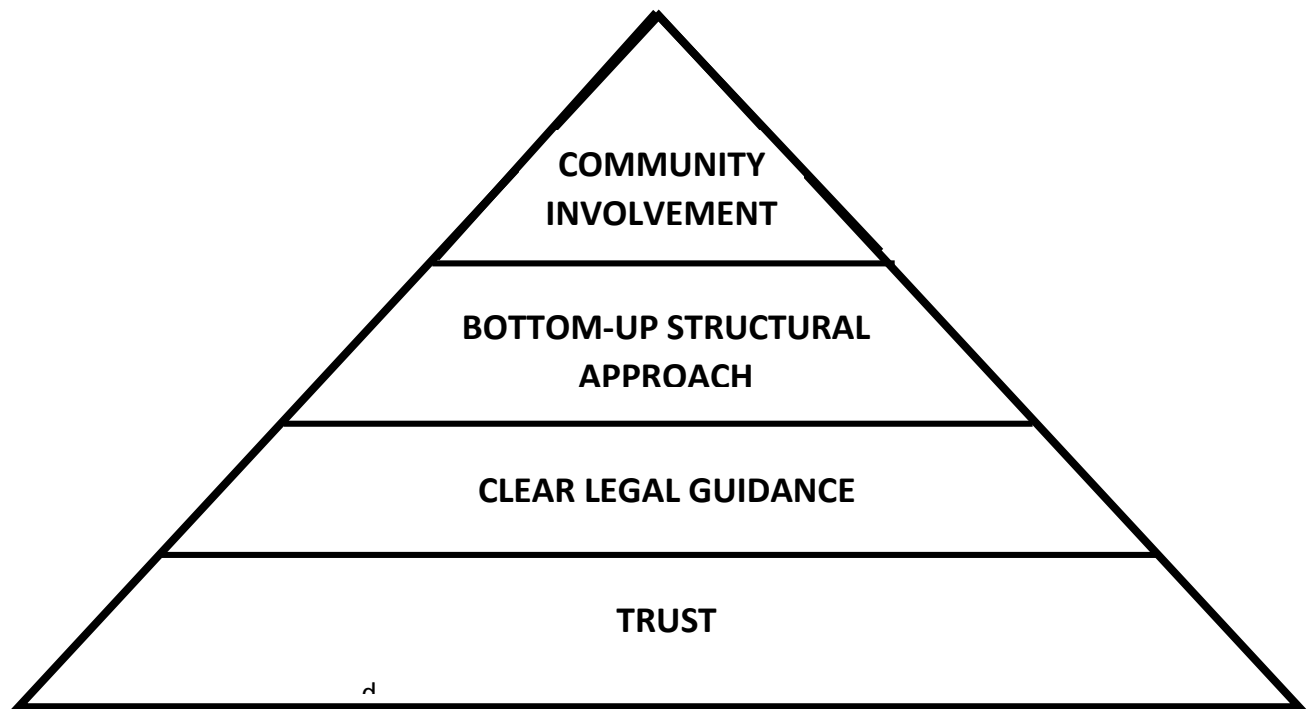 COMMUNITY
INVOLVEMENT
BOTTOM-UP STRUCTURAL
APPROACH
CLEAR LEGAL GUIDANCE
TRUST
d